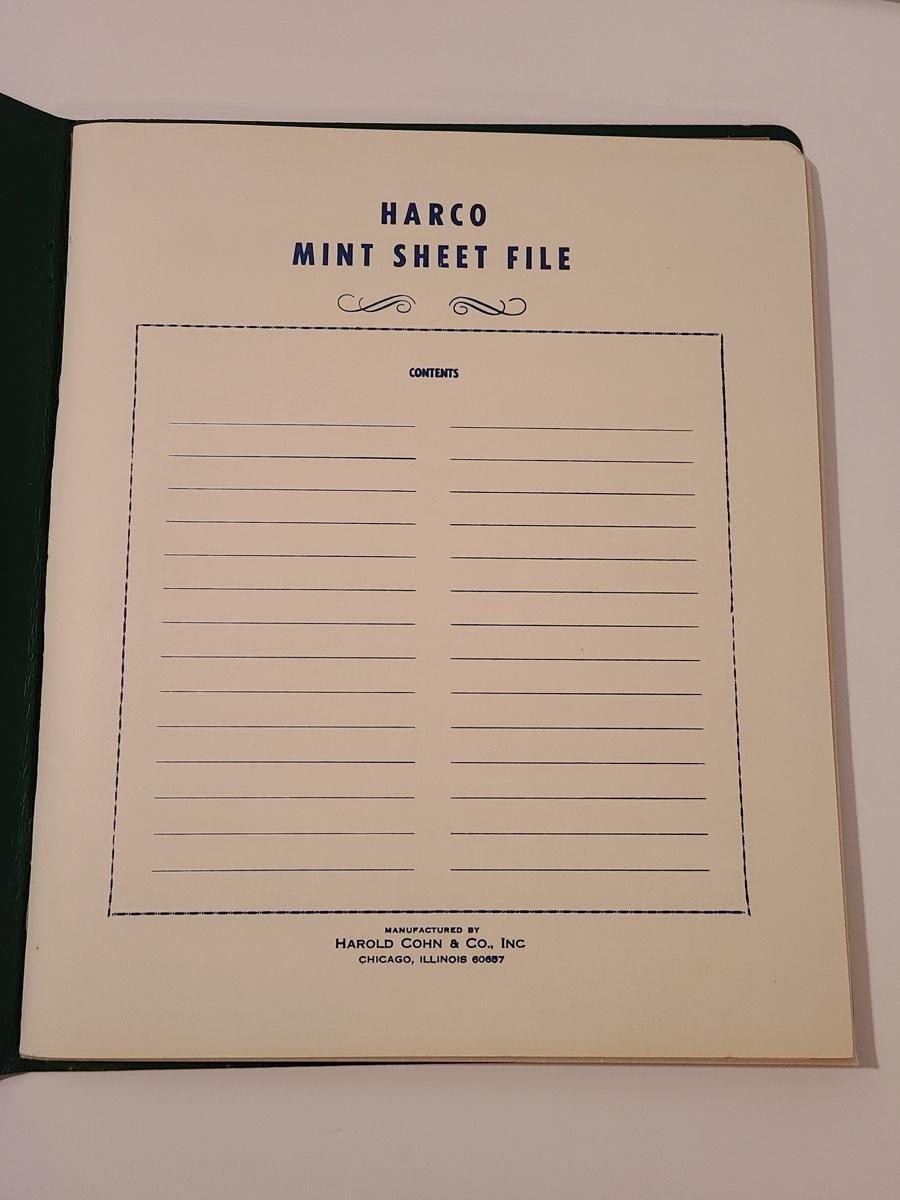 HARCO
MINT SHEET FILE
CONTENTS
MANUFACTURED BY
HAROLD COHN & CO., INC
CHICAGO, ILLINOIS 60657